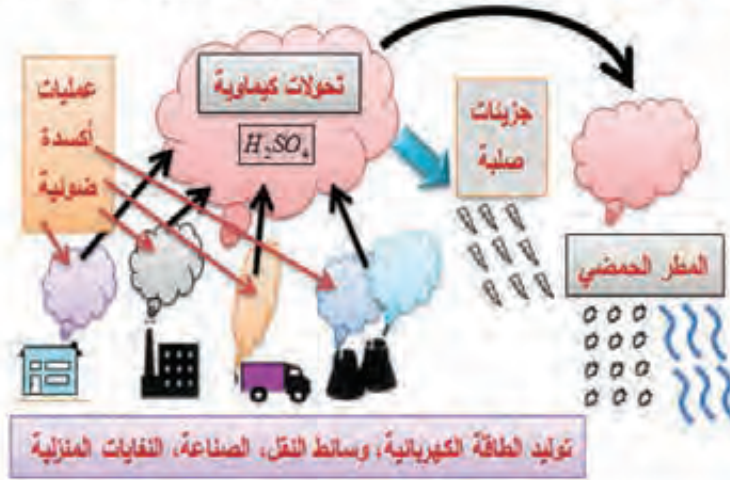 تحولات كيماوية
H₂SO₄
عمليات
أكسدة
ضوئية
جزيئات
صلبة
المطر الحمضي
توليد الطاقة الكهربائية، وسائط النقل، الصناعة، النفايات المنزلية